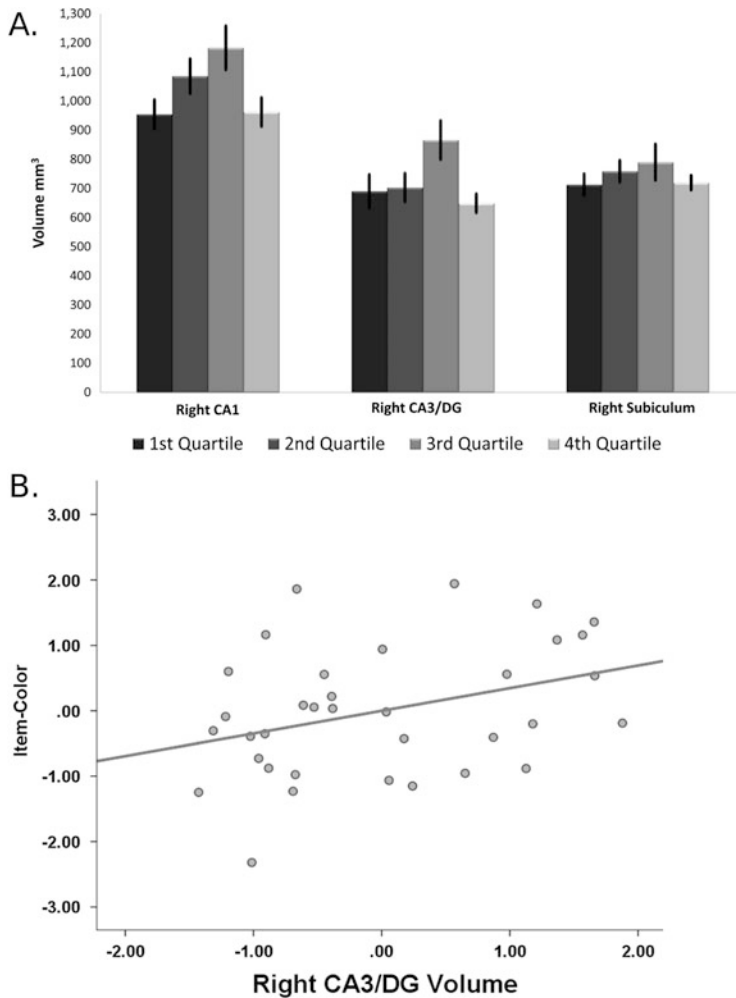 A.
1,300
1,200
1,100
1,000
900
800
700
600
500
400
300
200
100
0
Volume mm³
Right CA1 Right CA3/DG Right Subiculum
1st Quartile 2nd Quartile 3rd Quartile 4th Quartile
B.
3.00
2.00
1.00
.00
-1.00
-2.00
-3.00
Item-Color
-2.00 -1.00 .00 1.00 2.00
Right CA3/DG Volume